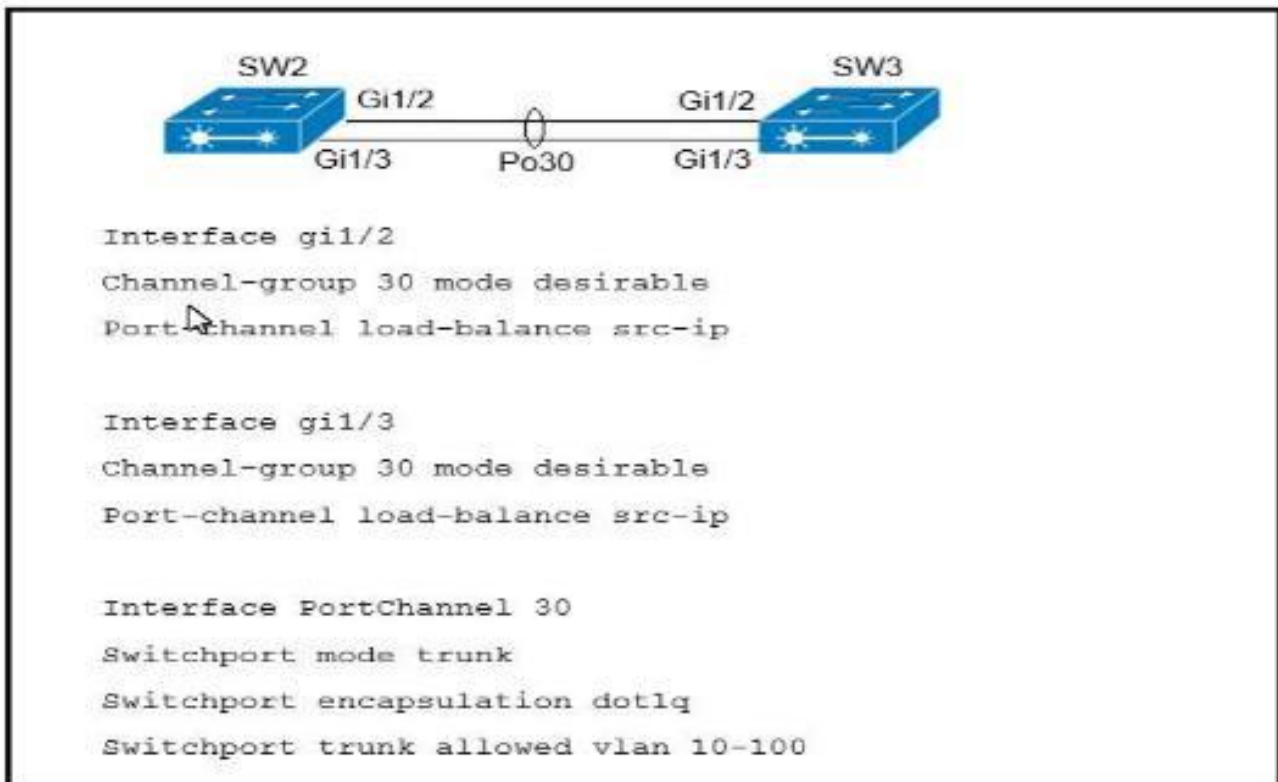 SW2 SW3
Gi1/2 Gi1/2
Gi1/3 Po30 Gi1/3
Interface gi1/2
Channel-group 30 mode desirable
Port-channel load-balance src-ip
Interface gi1/3
Channel-group 30 mode desirable
Port-channel load-balance src-ip
Interface PortChannel 30
Switchport mode trunk
Switchport encapsulation dot1q
Switchport trunk allowed vlan 10-100